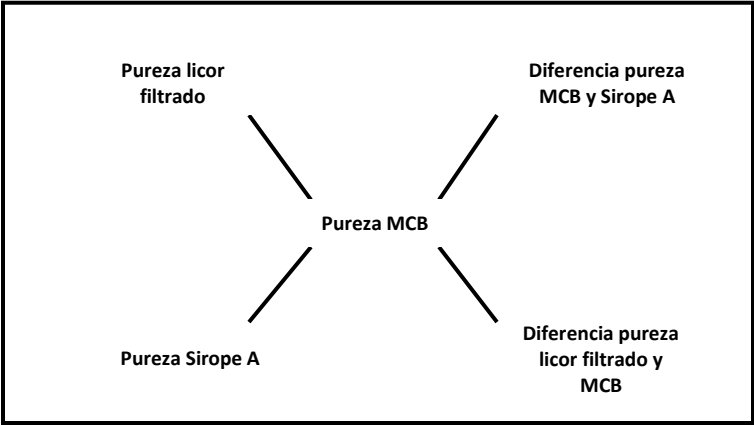 Pureza licor
filtrado
Diferencia pureza
MCB y Sirope A
Pureza MCB
Pureza Sirope A
Diferencia pureza
licor filtrado y
MCB